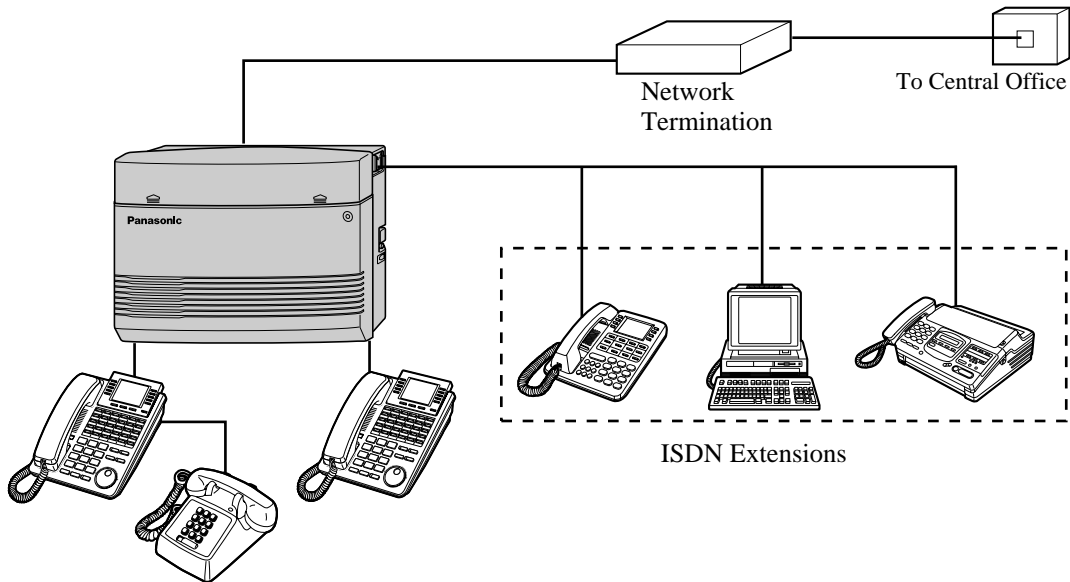 To Central Office
Network
Termination
Panasonic
ISDN Extensions